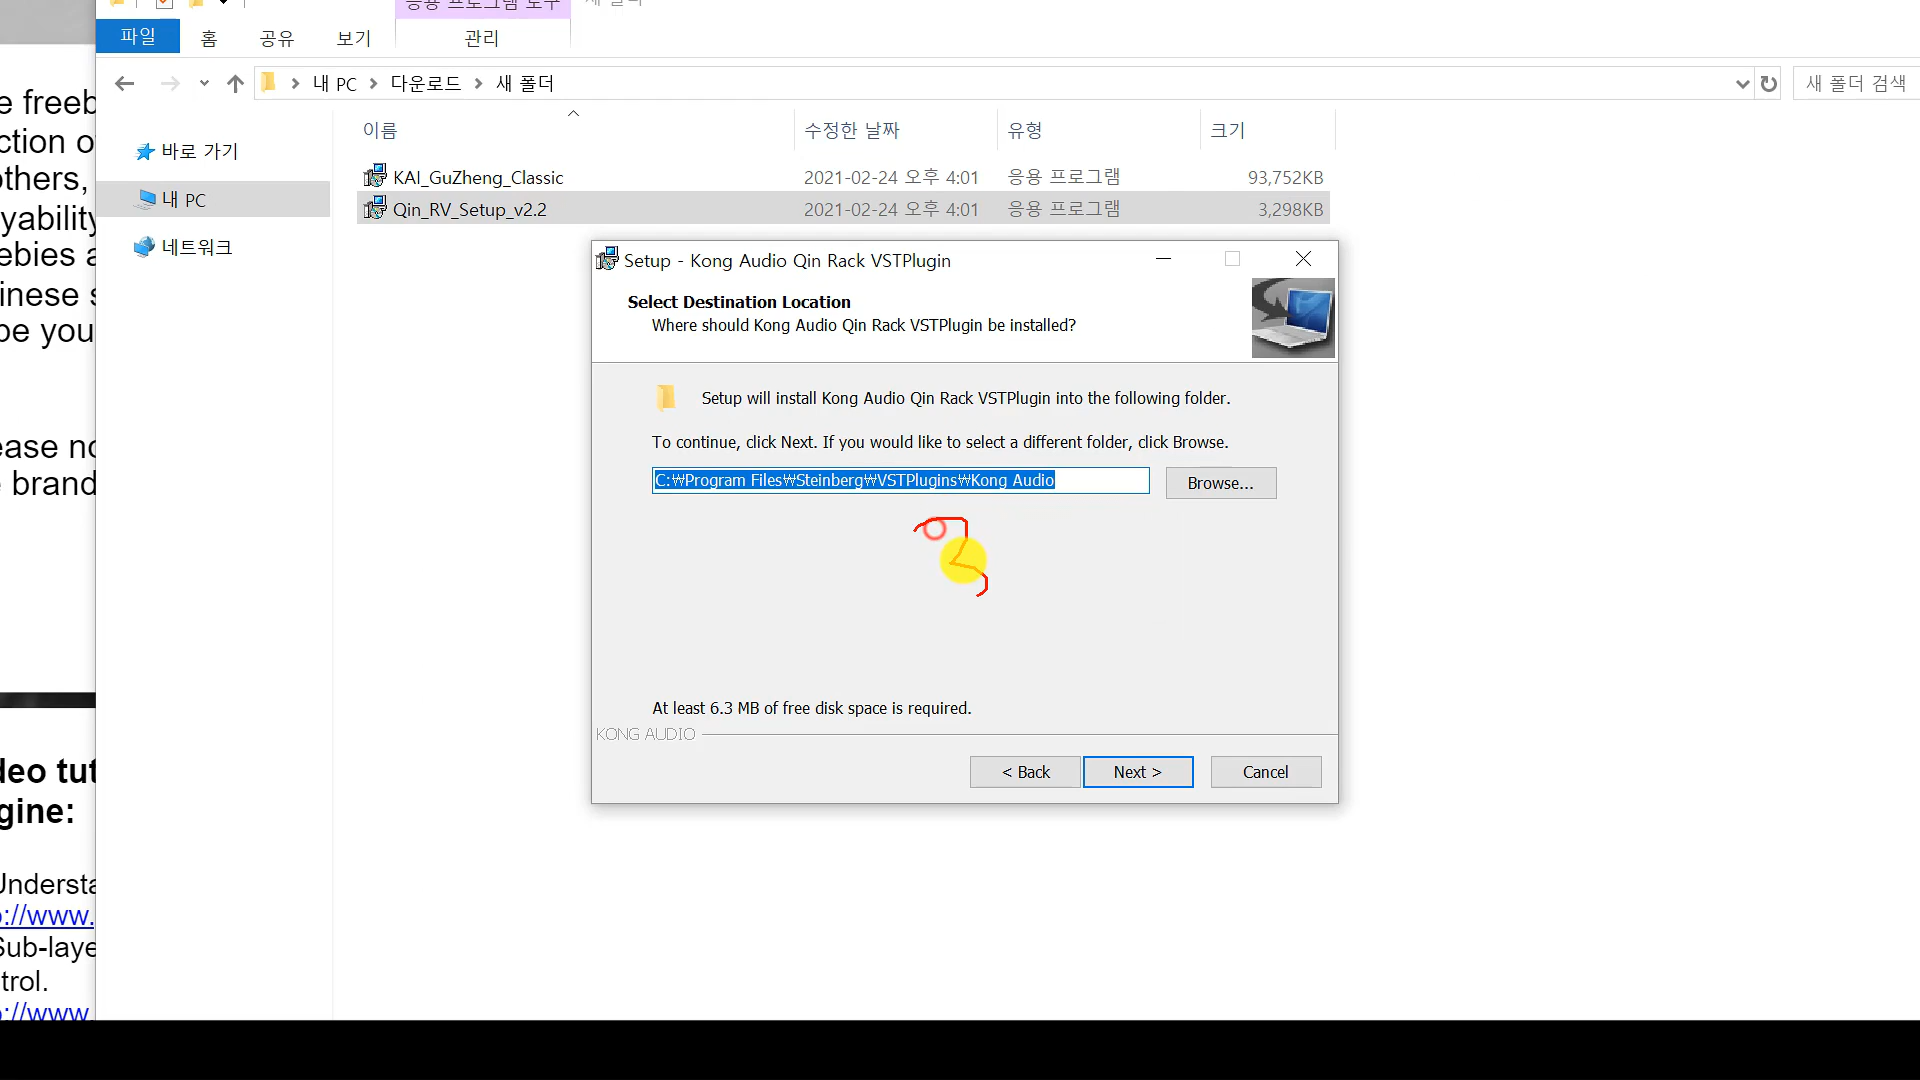 파일
홈
공유
보기
관리
내 PC
다운로드
새 폴더
새 폴더 검색
이름
수정한 날짜
유형
크기
바로 가기
내 PC
네트워크
KAI_GuZheng_Classic 2021-02-24 오후 4:01 응용 프로그램 93,752KB
Qin_RV_Setup_v2.2 2021-02-24 오후 4:01 응용 프로그램 3,298KB
Setup - Kong Audio Qin Rack VSTPlugin
Select Destination Location
Where should Kong Audio Qin Rack VSTPlugin be installed?
Setup will install Kong Audio Qin Rack VSTPlugin into the following folder.
To continue, click Next. If you would like to select a different folder, click Browse.
C:₩Program Files₩Steinberg₩VSTPlugins₩Kong Audio
Browse...
At least 6.3 MB of free disk space is required.
KONG AUDIO
< Back
Next >
Cancel